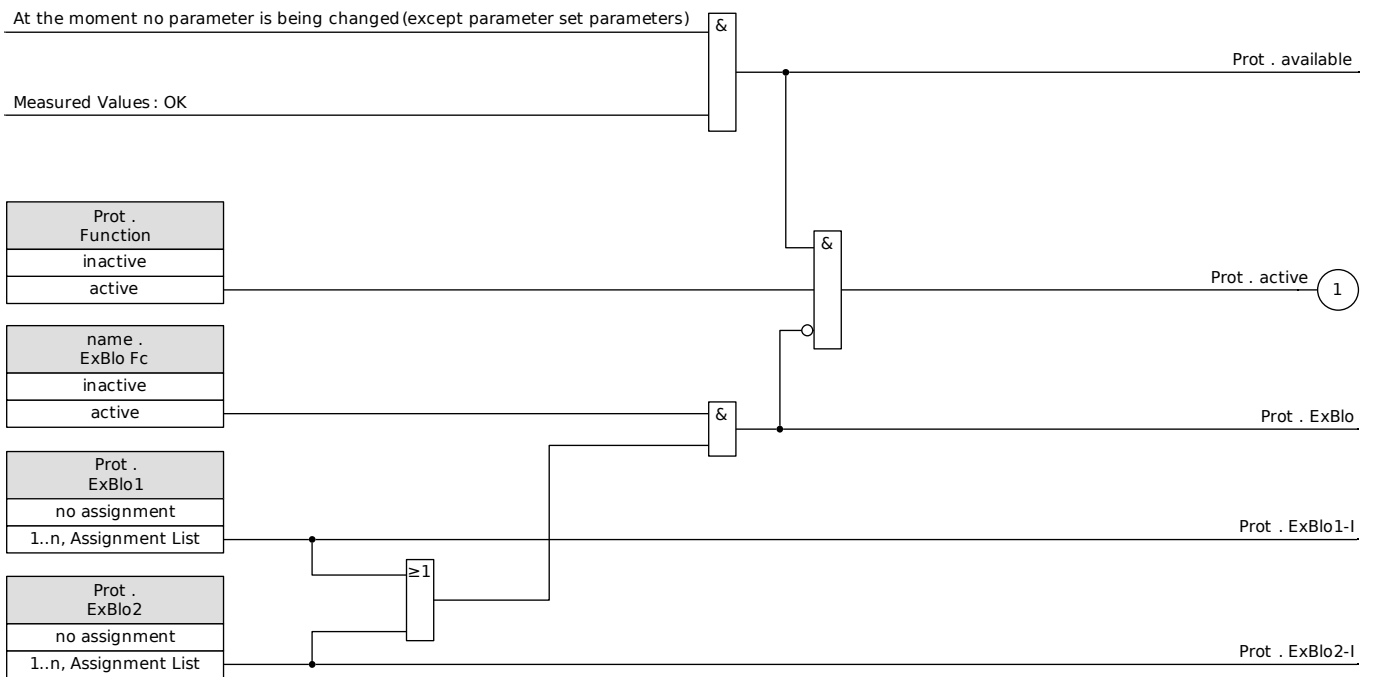 At the moment no parameter is being changed (except parameter set parameters)
&
Prot . available
Measured Values : OK
Prot .
Function
inactive
active
&
Prot . active
1
name .
ExBlo Fc
inactive
active
&
Prot . ExBlo
Prot .
ExBlo1
no assignment
1..n, Assignment List
Prot . ExBlo1-I
≥1
Prot .
ExBlo2
no assignment
1..n, Assignment List
Prot . ExBlo2-I